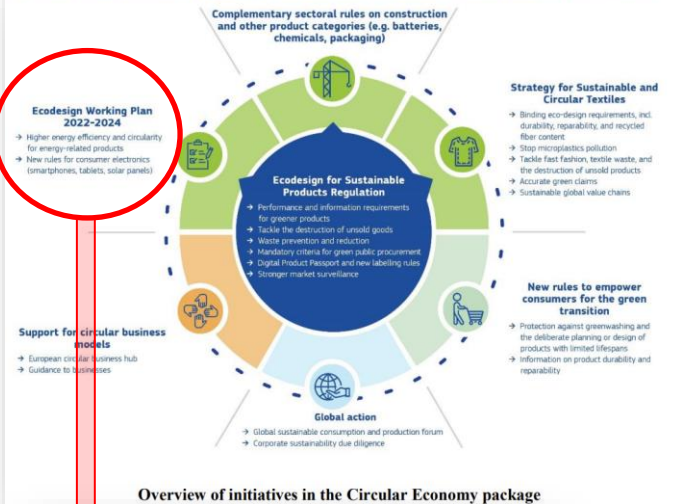 Complementary sectoral rules on construction
and other product categories (e.g. batteries,
chemicals, packaging)
Ecodesign Working Plan
2022-2024
→ Higher energy efficiency and circularity
for energy-related products
→ New rules for consumer electronics
(smartphones, tablets, solar panels)
Strategy for Sustainable and
Circular Textiles
→ Binding eco-design requirements, incl.
durability, reparability, and recycled
fiber content
→ Stop microplastics pollution
→ Tackle fast fashion, textile waste, and
the destruction of unsold products
→ Accurate green claims
→ Sustainable global value chains
Ecodesign for Sustainable
Products Regulation
→ Performance and information requirements
for greener products
→ Tackle the destruction of unsold goods
→ Waste prevention and reduction
→ Mandatory criteria for green public procurement
→ Digital Product Passport and new labelling rules
→ Stronger market surveillance
New rules to empower
consumers for the green
transition
→ Protection against greenwashing and
the deliberate planning or design of
products with limited lifespans
→ Information on product durability and
reparability
Support for circular business
models
→ European circular business hub
→ Guidance to businesses
Global action
→ Global sustainable consumption and production forum
→ Corporate sustainability due diligence
Overview of initiatives in the Circular Economy package